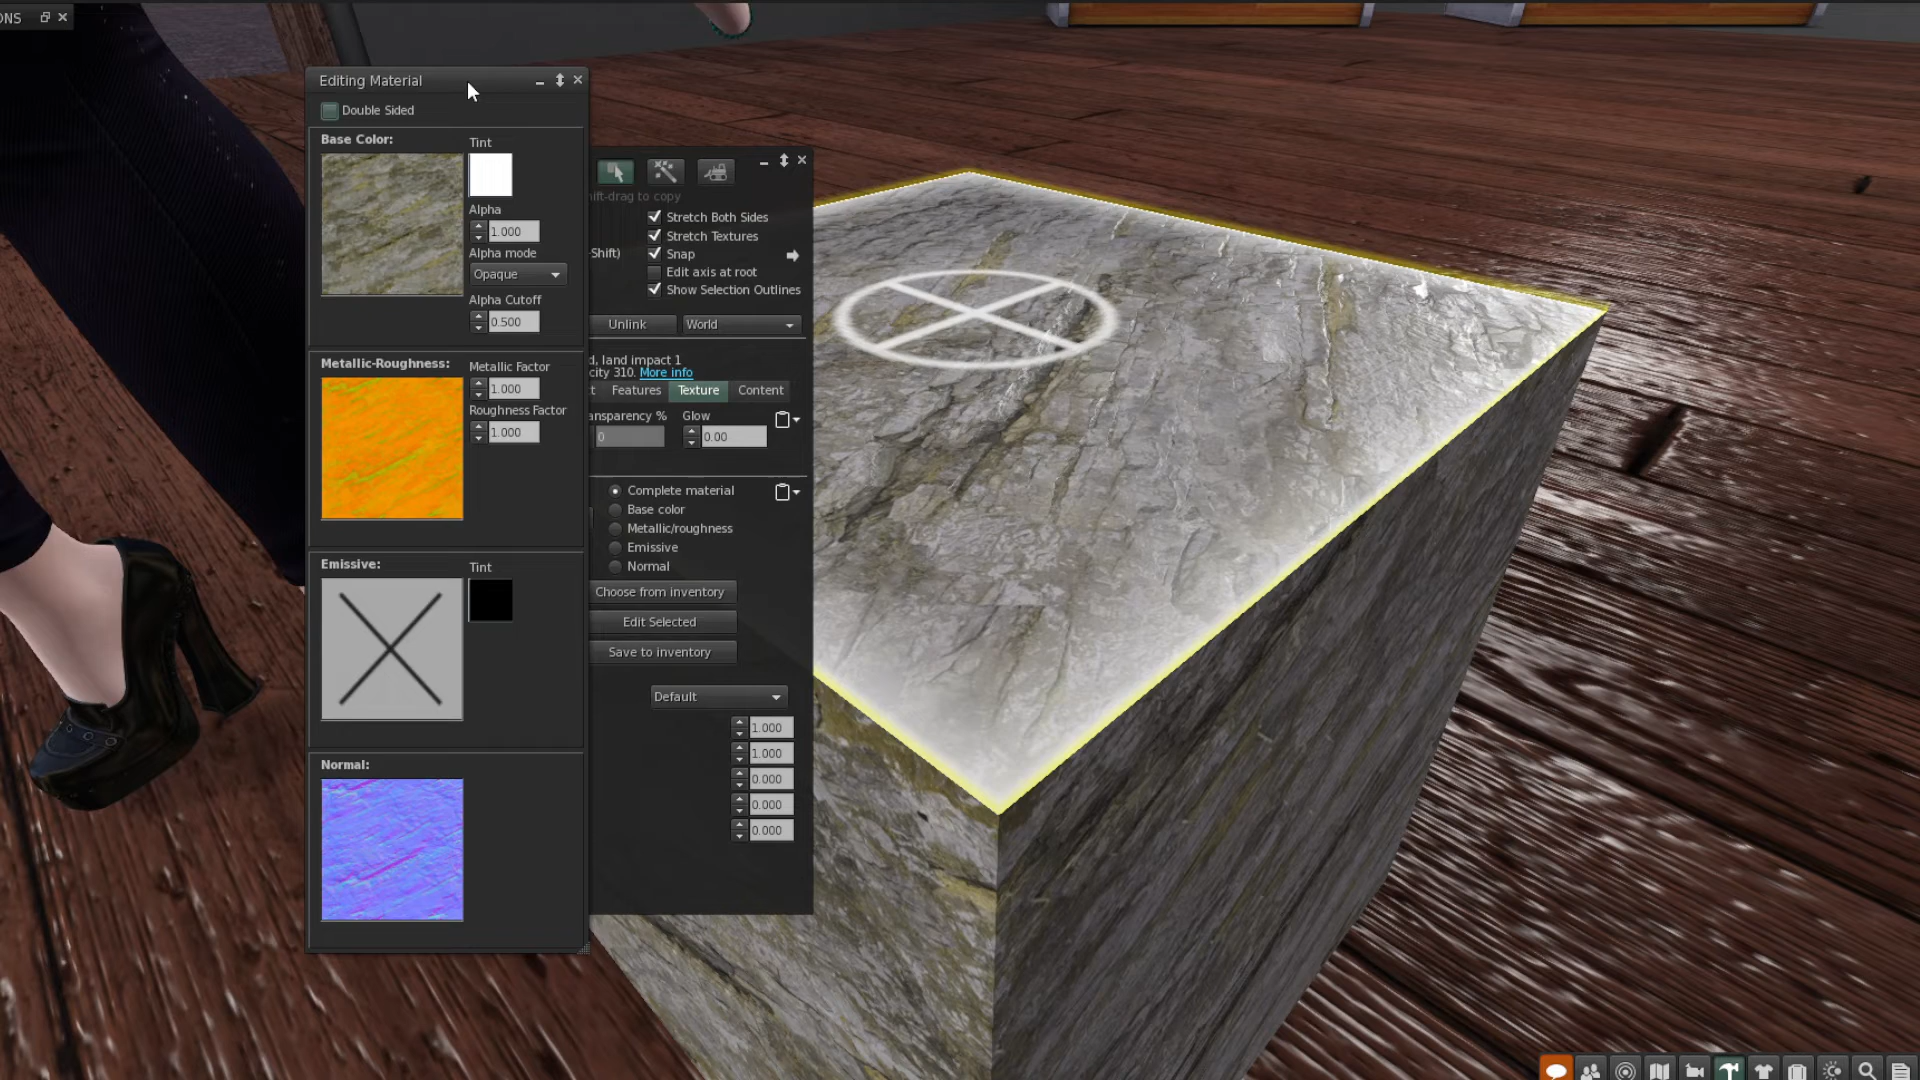 ONS
Editing Material
Double Sided
Base Color:
Tint
Alpha
1.000
Alpha mode
Opaque
Alpha Cutoff
0.500
Metallic-Roughness:
Metallic Factor
1.000
Roughness Factor
1.000
Emissive:
Tint
Normal:
ift-drag to copy
Stretch Both Sides
Stretch Textures
Shift)
Snap
Edit axis at root
Show Selection Outlines
Unlink
World
d, land impact 1
city 310. More info
t
Features
Texture
Content
ansparency %
Glow
0
0.00
Complete material
Base color
Metallic/roughness
Emissive
Normal
Choose from inventory
Edit Selected
Save to inventory
Default
1.000
1.000
0.000
0.000
0.000